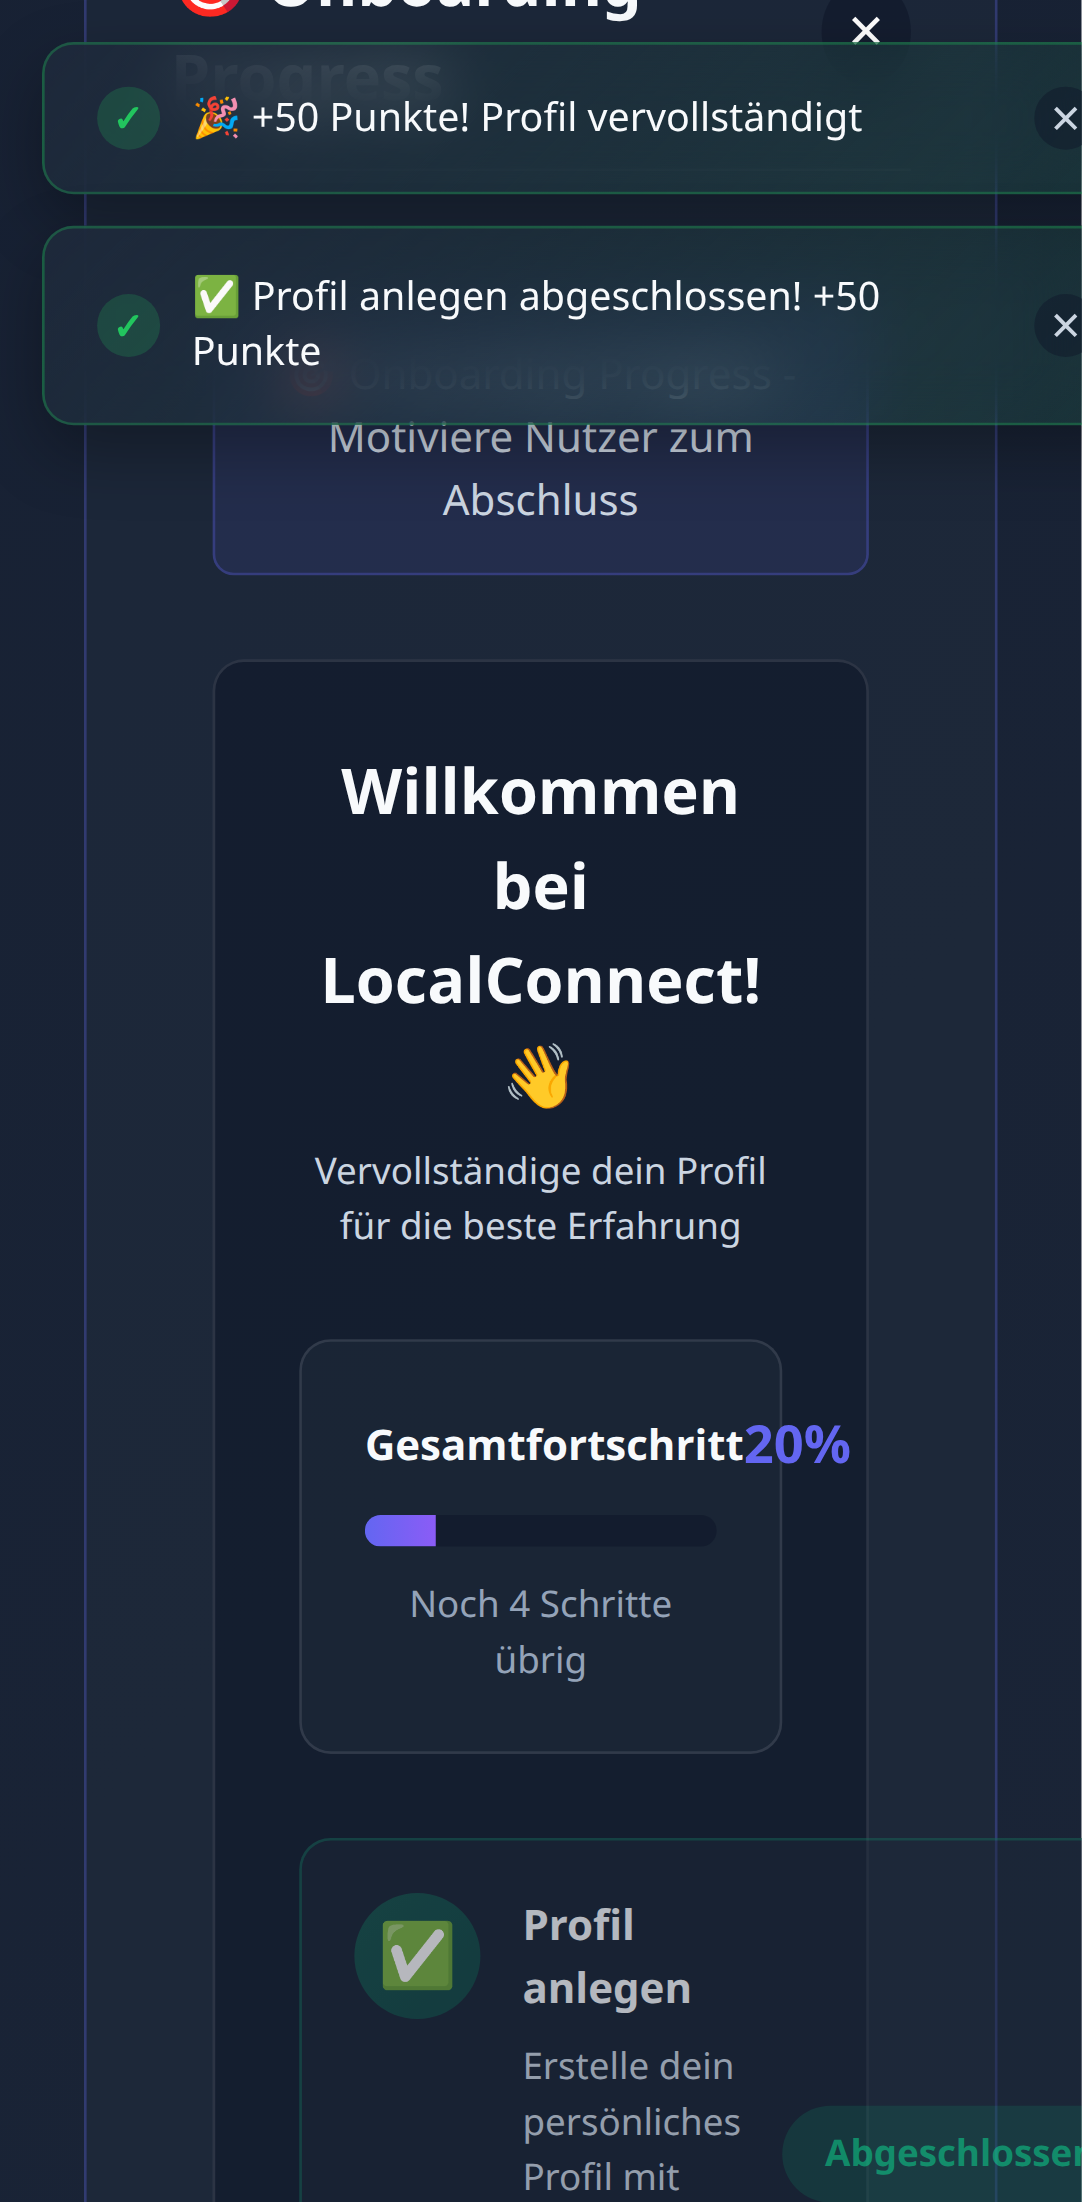 🎯 Onboarding
Progress
✕
✓ 🎉 +50 Punkte! Profil vervollständigt ✕
✓ ✅ Profil anlegen abgeschlossen! +50
Punkte ✕
Onboarding Progress -
Motiviere Nutzer zum
Abschluss
Willkommen
bei
LocalConnect!
👋
Vervollständige dein Profil
für die beste Erfahrung
Gesamtfortschritt 20%
Noch 4 Schritte
übrig
✅ Profil
anlegen
Erstelle dein
persönliches
Profil mit
Abgeschlossen